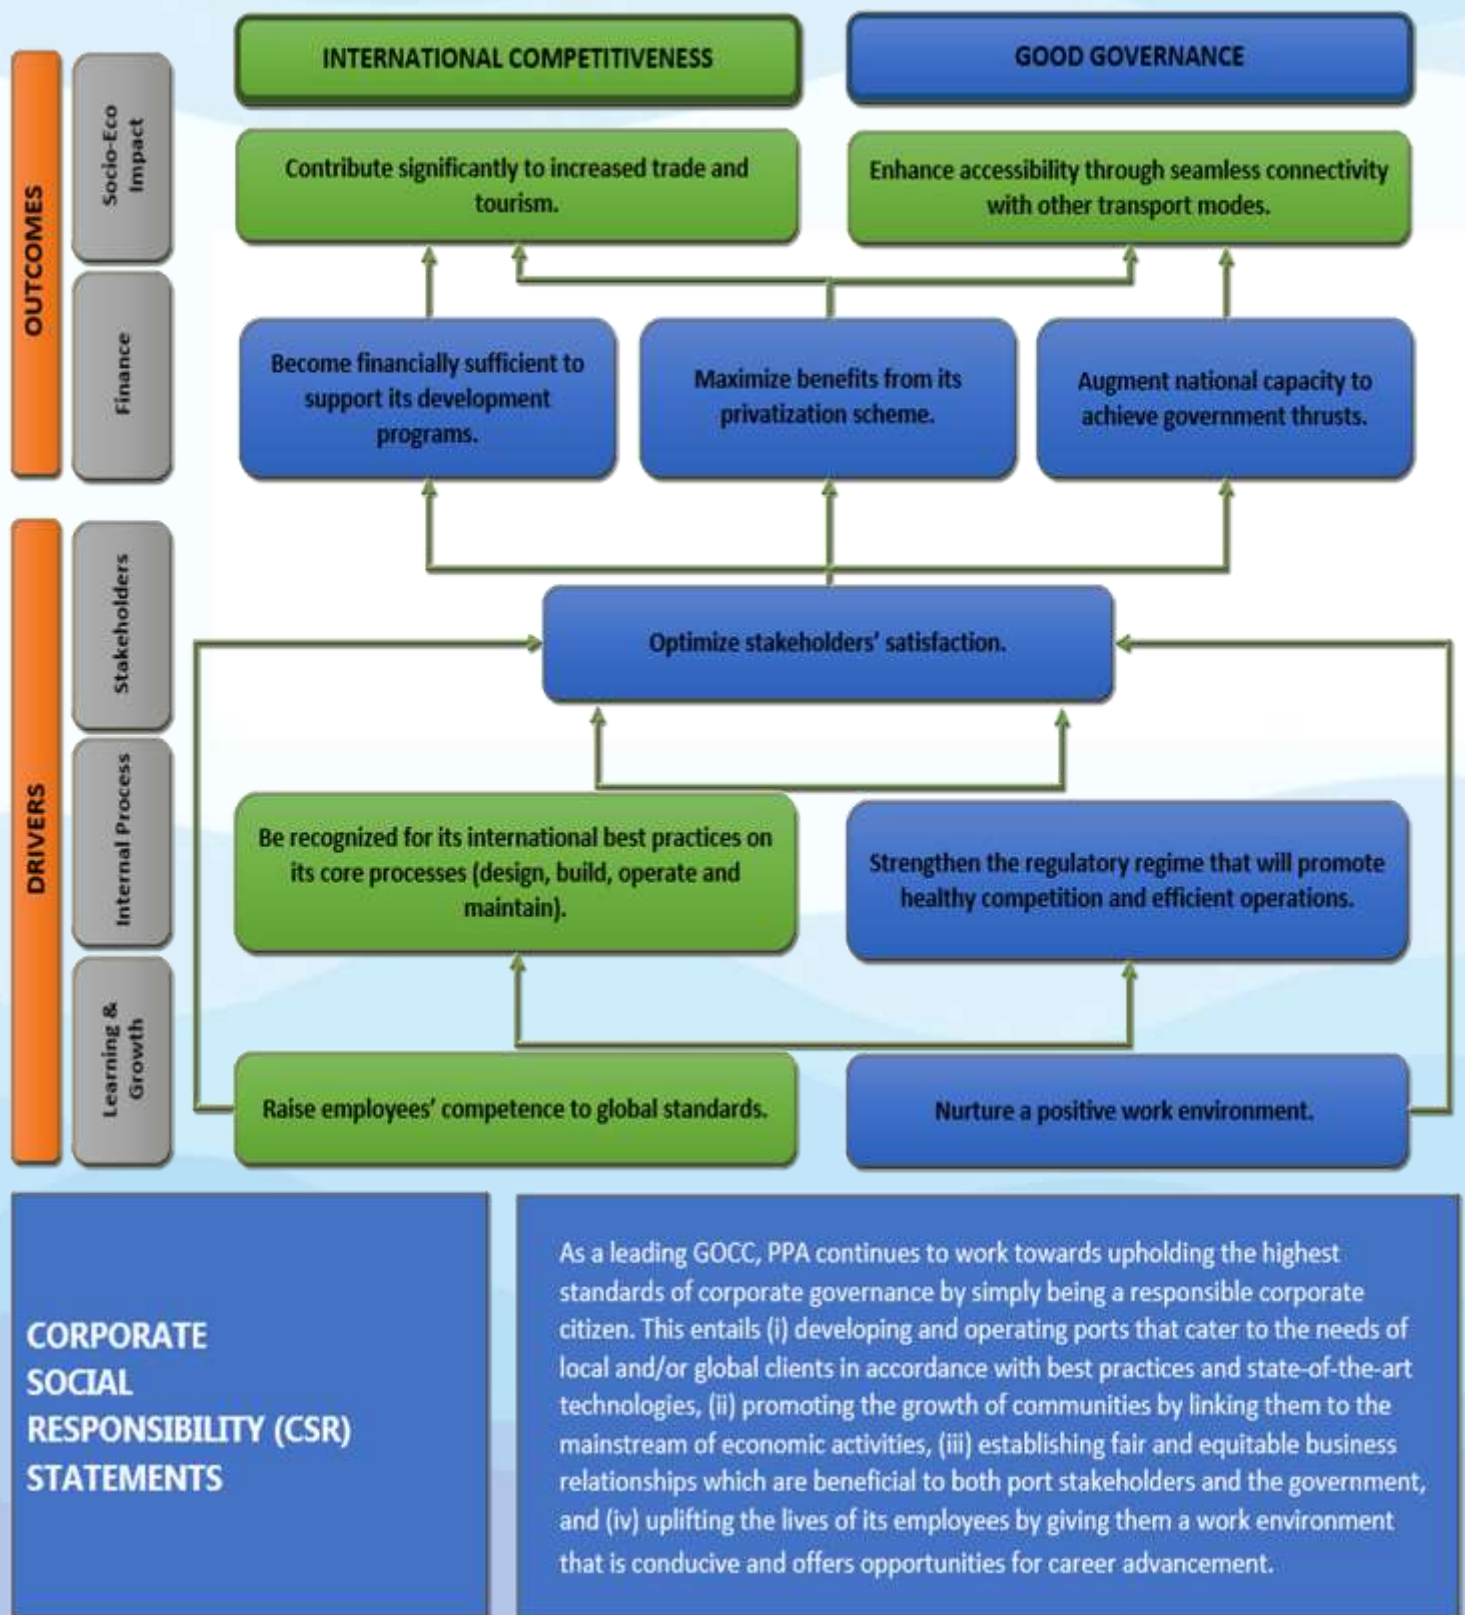 INTERNATIONAL COMPETITIVENESS
GOOD GOVERNANCE
OUTCOMES
Socio-Eco
Impact
Contribute significantly to increased trade and
tourism.
Enhance accessibility through seamless connectivity
with other transport modes.
Finance
Become financially sufficient to
support its development
programs.
Maximize benefits from its
privatization scheme.
Augment national capacity to
achieve government thrusts.
DRIVERS
Stakeholders
Optimize stakeholders’ satisfaction.
Internal Process
Be recognized for its international best practices on
its core processes (design, build, operate and
maintain).
Strengthen the regulatory regime that will promote
healthy competition and efficient operations.
Learning &
Growth
Raise employees’ competence to global standards.
Nurture a positive work environment.
CORPORATE
SOCIAL
RESPONSIBILITY (CSR)
STATEMENTS
As a leading GOCC, PPA continues to work towards upholding the highest
standards of corporate governance by simply being a responsible corporate
citizen. This entails (i) developing and operating ports that cater to the needs of
local and/or global clients in accordance with best practices and state-of-the-art
technologies, (ii) promoting the growth of communities by linking them to the
mainstream of economic activities, (iii) establishing fair and equitable business
relationships which are beneficial to both port stakeholders and the government,
and (iv) uplifting the lives of its employees by giving them a work environment
that is conducive and offers opportunities for career advancement.